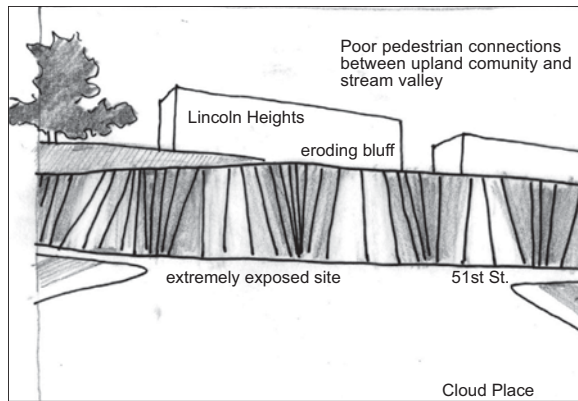 Poor pedestrian connections
between upland comunity and
stream valley
Lincoln Heights
eroding bluff
extremely exposed site
51st St.
Cloud Place